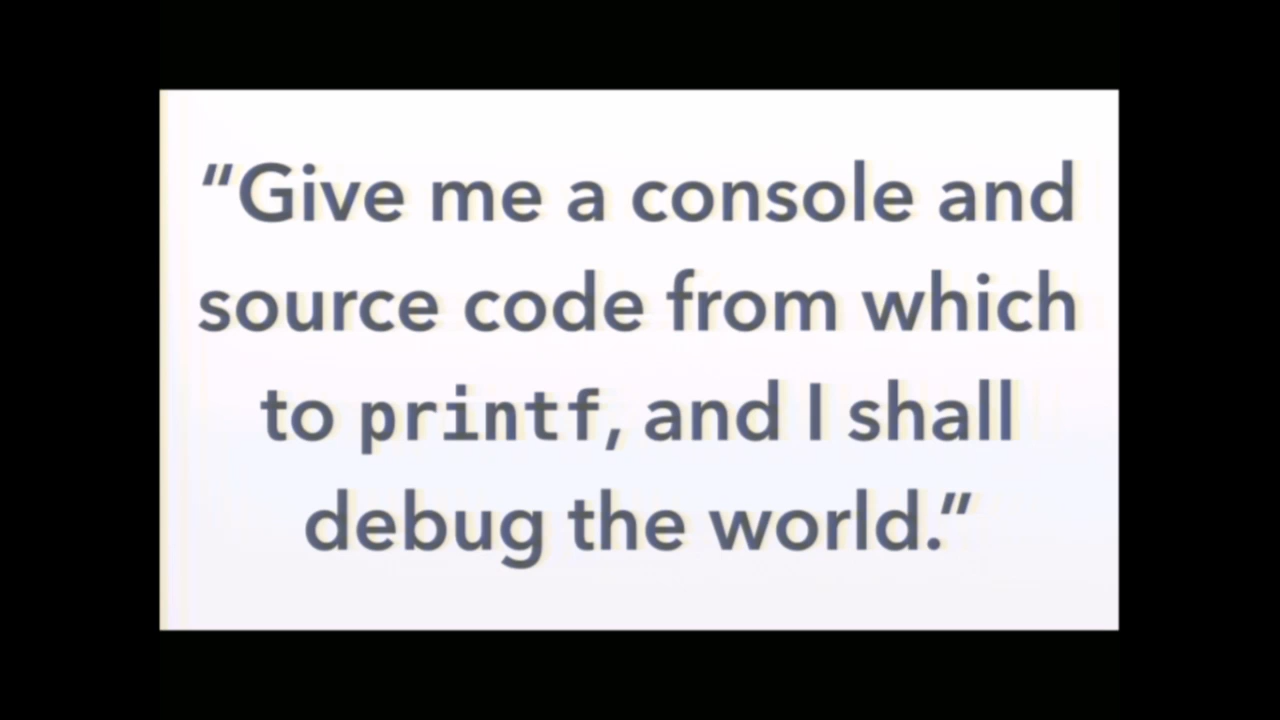 “Give me a console and
source code from which
to printf, and I shall
debug the world.”